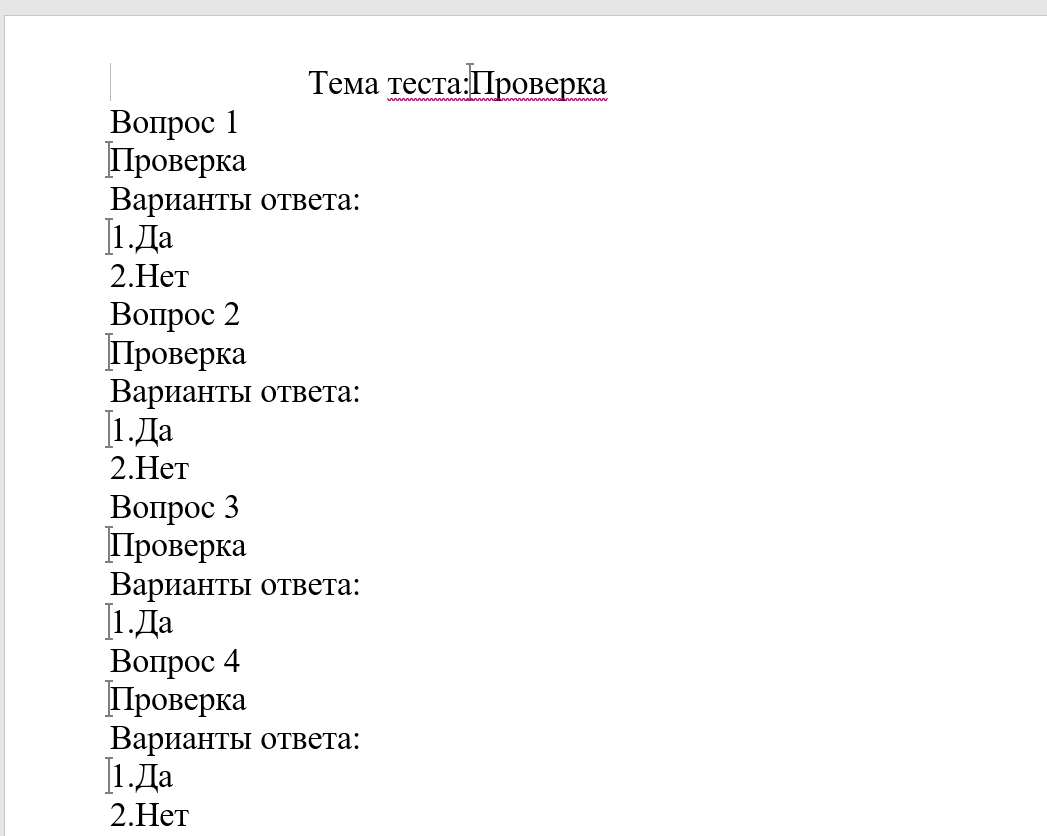 Тема теста:Проверка
Вопрос 1
Проверка
Варианты ответа:
1.Да
2.Нет
Вопрос 2
Проверка
Варианты ответа:
1.Да
2.Нет
Вопрос 3
Проверка
Варианты ответа:
1.Да
Вопрос 4
Проверка
Варианты ответа:
1.Да
2.Нет